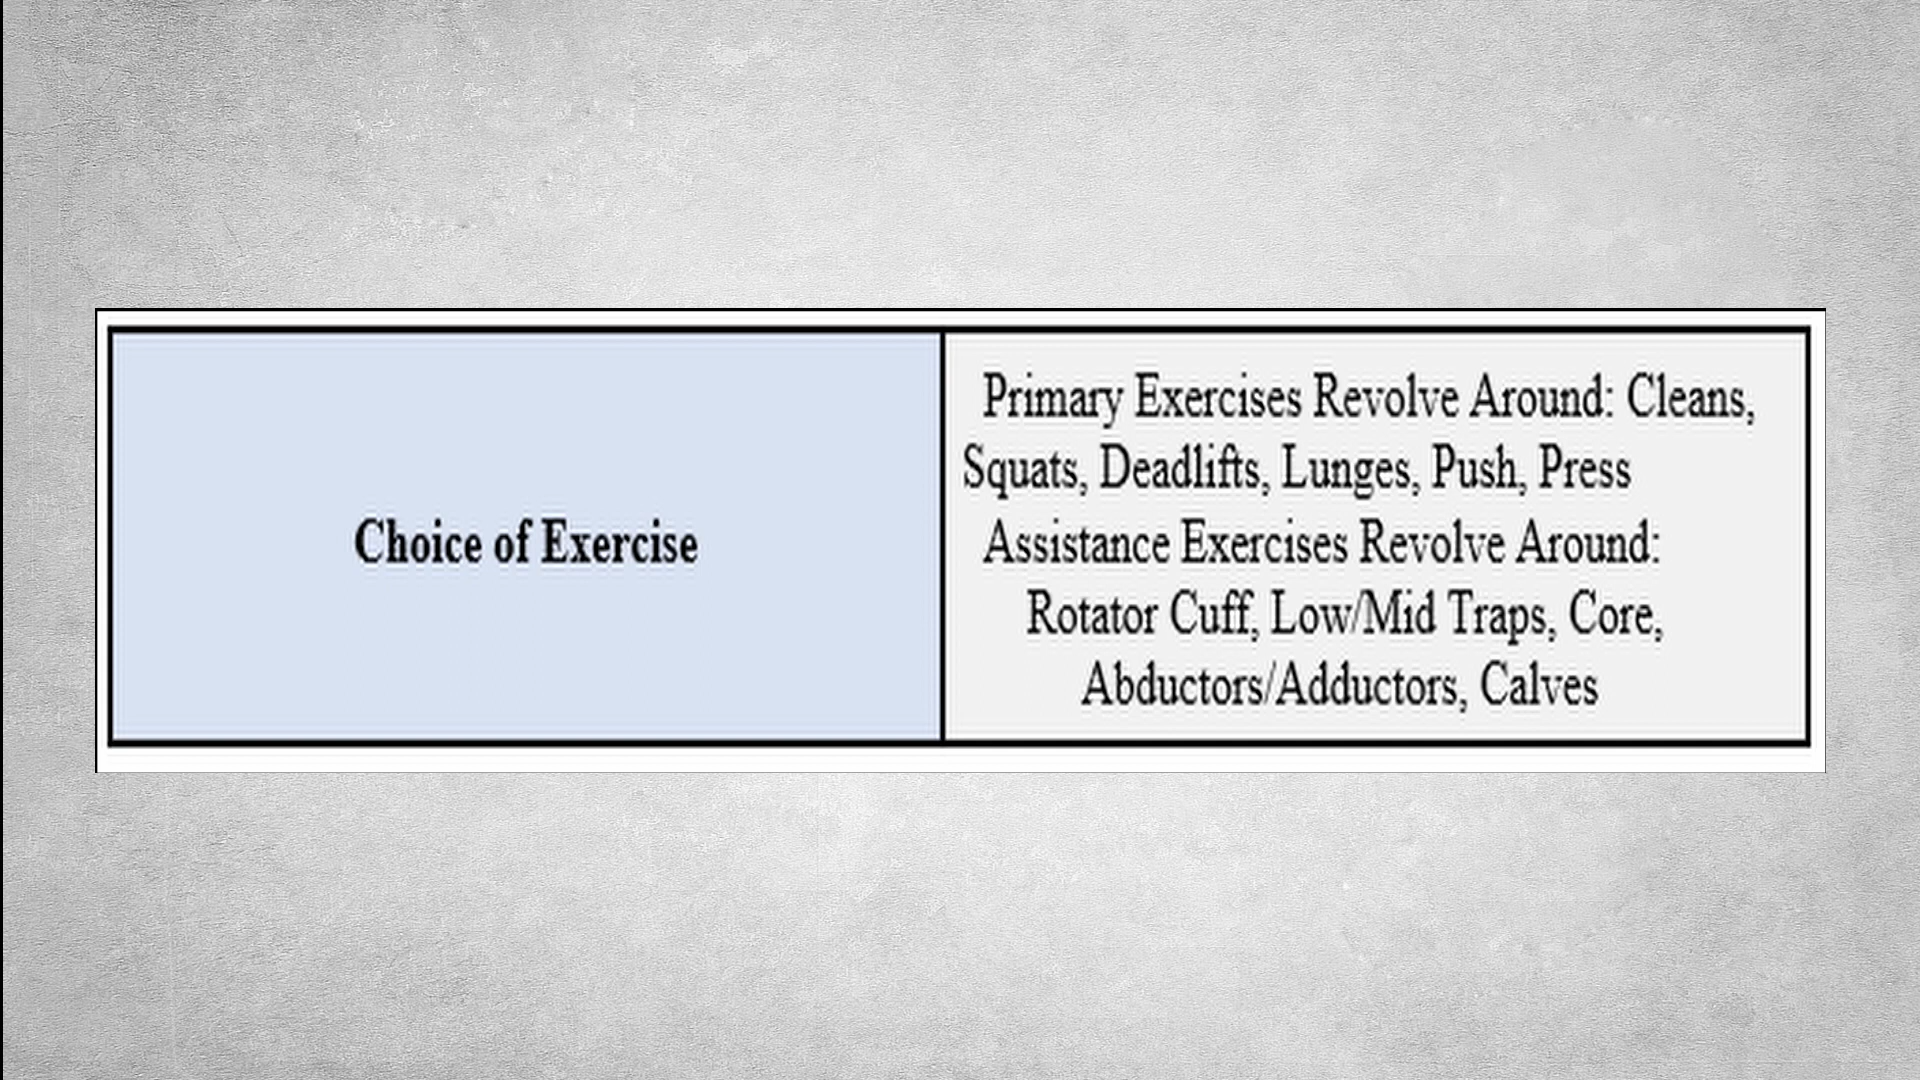 Choice of Exercise
Primary Exercises Revolve Around: Cleans,
Squats, Deadlifts, Lunges, Push, Press
Assistance Exercises Revolve Around:
Rotator Cuff, Low/Mid Traps, Core,
Abductors/Adductors, Calves